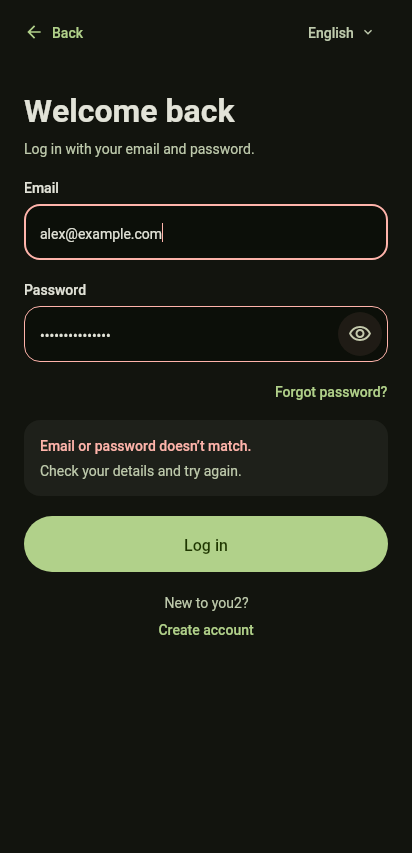 Back
English
Welcome back
Log in with your email and password.
Email
alex@example.com
Password
•••••••••••••••
Forgot password?
Email or password doesn’t match.
Check your details and try again.
Log in
New to you2?
Create account